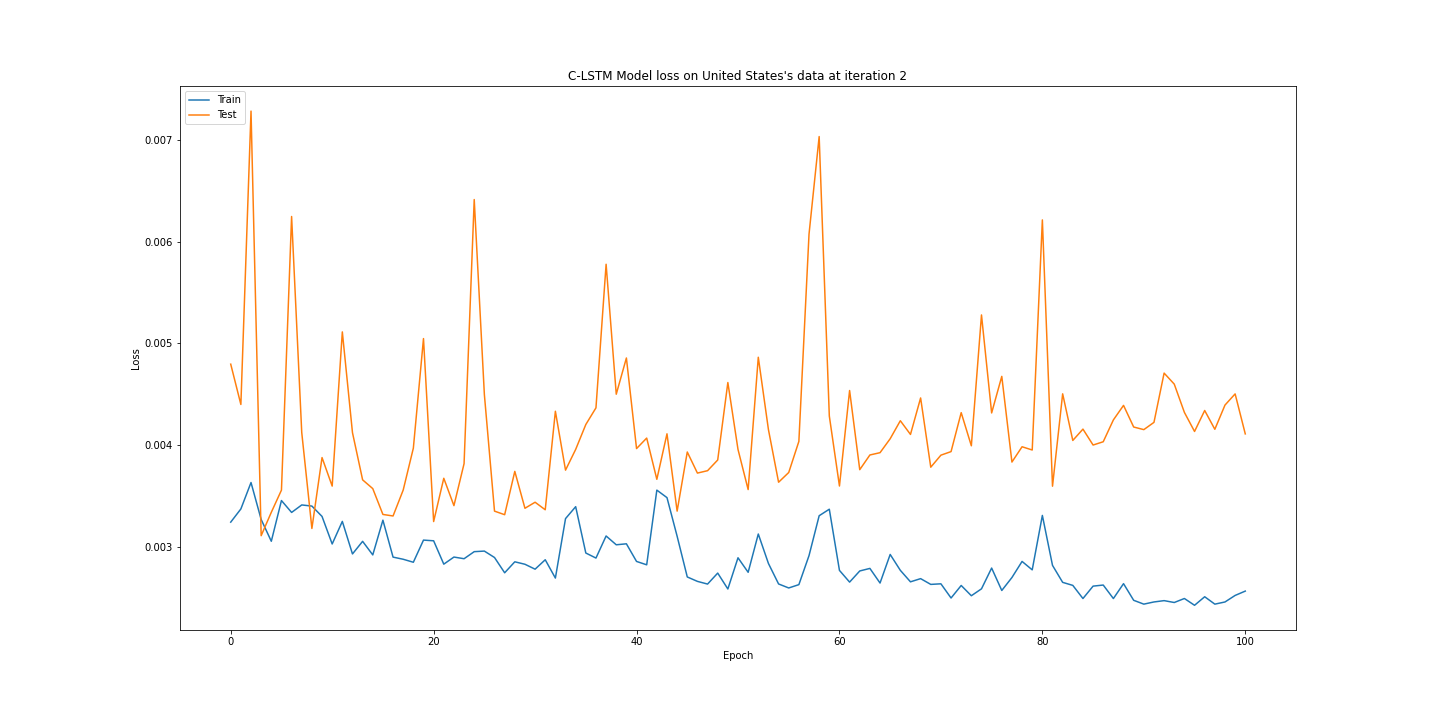 C-LSTM Model loss on United States's data at iteration 2
Train
Test
0.007
0.006
0.005
0.004
0.003
Loss
0 20 40 60 80 100
Epoch